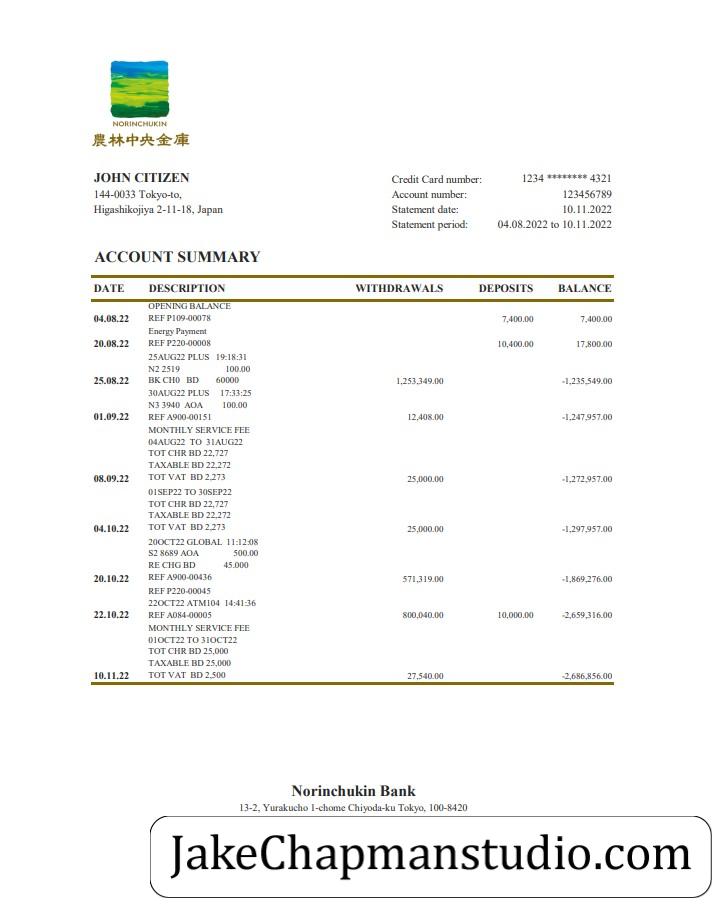 NORINCHUKIN
農林中央金庫
JOHN CITIZEN
144-0033 Tokyo-to,
Higashikojiya 2-11-18, Japan
Credit Card number: 1234 ******** 4321
Account number: 123456789
Statement date: 10.11.2022
Statement period: 04.08.2022 to 10.11.2022
ACCOUNT SUMMARY
DATE DESCRIPTION WITHDRAWALS DEPOSITS BALANCE
OPENING BALANCE
04.08.22 REF P109-00078 7,400.00 7,400.00
Energy Payment
20.08.22 REF P220-00008 10,400.00 17,800.00
25AUG22 PLUS 19:18:31
N2 2519 100.00
25.08.22 BK CH0 BD 60000 1,253,349.00 -1,235,549.00
30AUG22 PLUS 17:33:25
N3 3940 AOA 100.00
01.09.22 REF A900-00151 12,408.00 -1,247,957.00
MONTHLY SERVICE FEE
04AUG22 TO 31AUG22
TOT CHR BD 22,727
TAXABLE BD 22,272
08.09.22 TOT VAT BD 2,273 25,000.00 -1,272,957.00
01SEP22 TO 30SEP22
TOT CHR BD 22,727
TAXABLE BD 22,272
04.10.22 TOT VAT BD 2,273 25,000.00 -1,297,957.00
20OCT22 GLOBAL 11:12:08
S2 8689 AOA 500.00
RE CHG BD 45.000
20.10.22 REF A900-00436 571,319.00 -1,869,276.00
REF P220-00045
22OCT22 ATM104 14:41:36
22.10.22 REF A084-00005 800,040.00 10,000.00 -2,659,316.00
MONTHLY SERVICE FEE
01OCT22 TO 31OCT22
TOT CHR BD 25,000
TAXABLE BD 25,000
10.11.22 TOT VAT BD 2,500 27,540.00 -2,686,856.00
Norinchukin Bank
13-2, Yurakucho 1-chome Chiyoda-ku Tokyo, 100-8420
JakeChapmanstudio.com